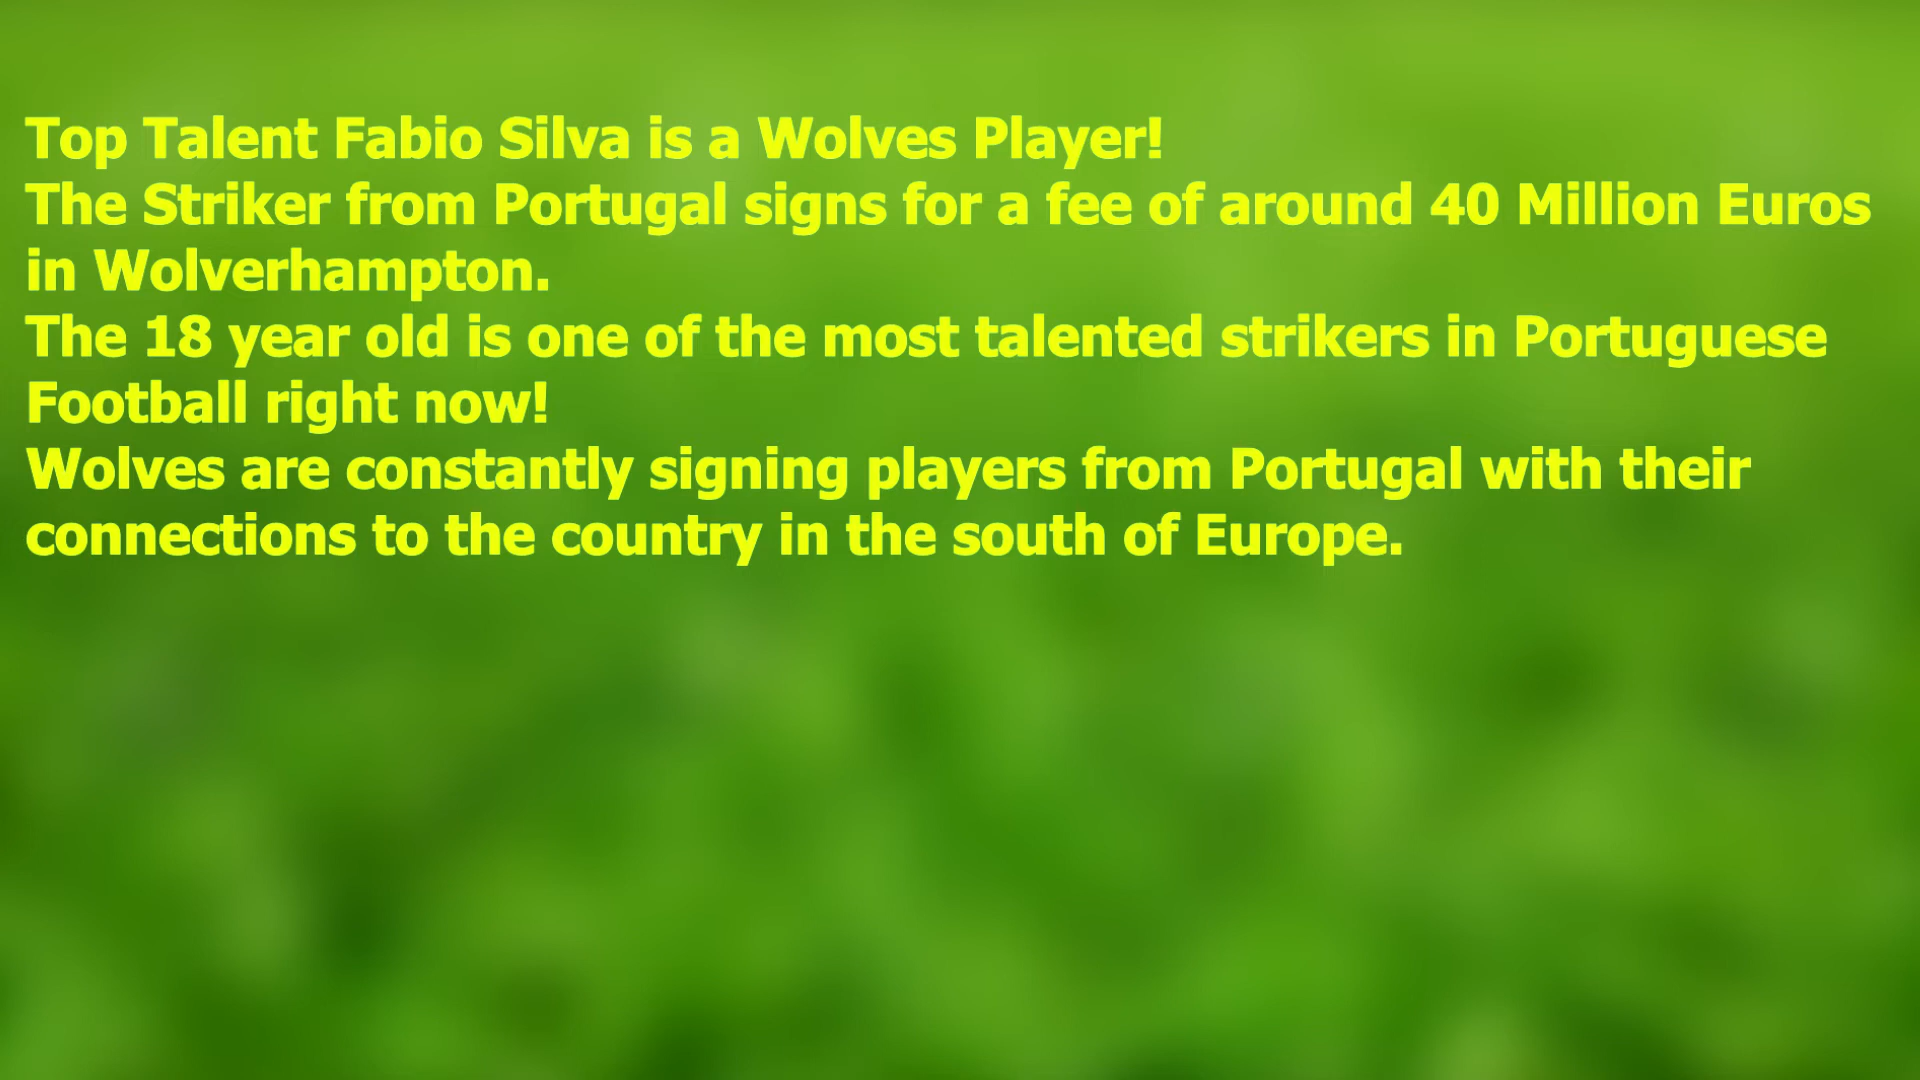 Top Talent Fabio Silva is a Wolves Player!
The Striker from Portugal signs for a fee of around 40 Million Euros
in Wolverhampton.
The 18 year old is one of the most talented strikers in Portuguese
Football right now!
Wolves are constantly signing players from Portugal with their
connections to the country in the south of Europe.